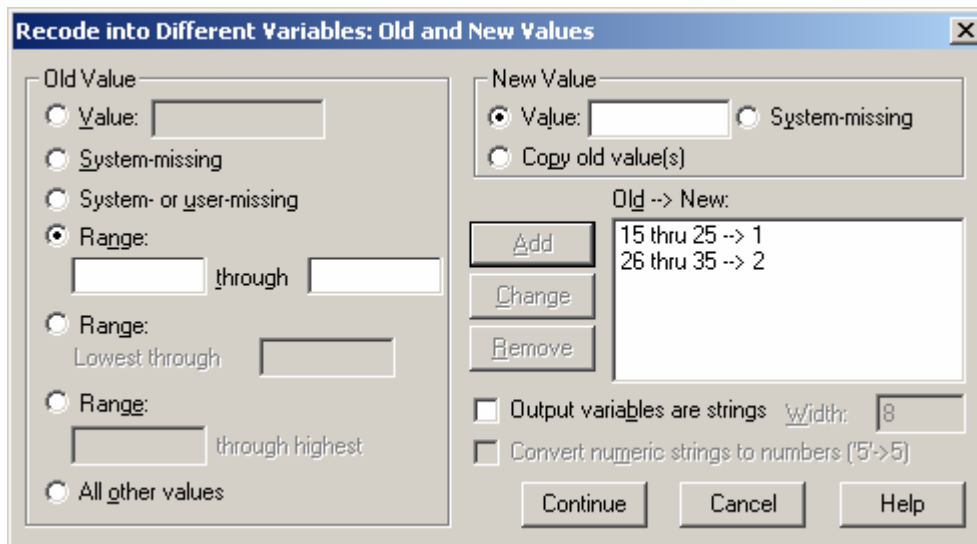 Recode into Different Variables: Old and New Values
Old Value
Value:
System-missing
System- or user-missing
Range:
through
Range:
Lowest through
Range:
through highest
All other values
New Value
Value:
System-missing
Copy old value(s)
Old --> New:
Add
Change
Remove
15 thru 25 --> 1
26 thru 35 --> 2
Output variables are strings Width: 8
Convert numeric strings to numbers ('5'->5)
Continue Cancel Help